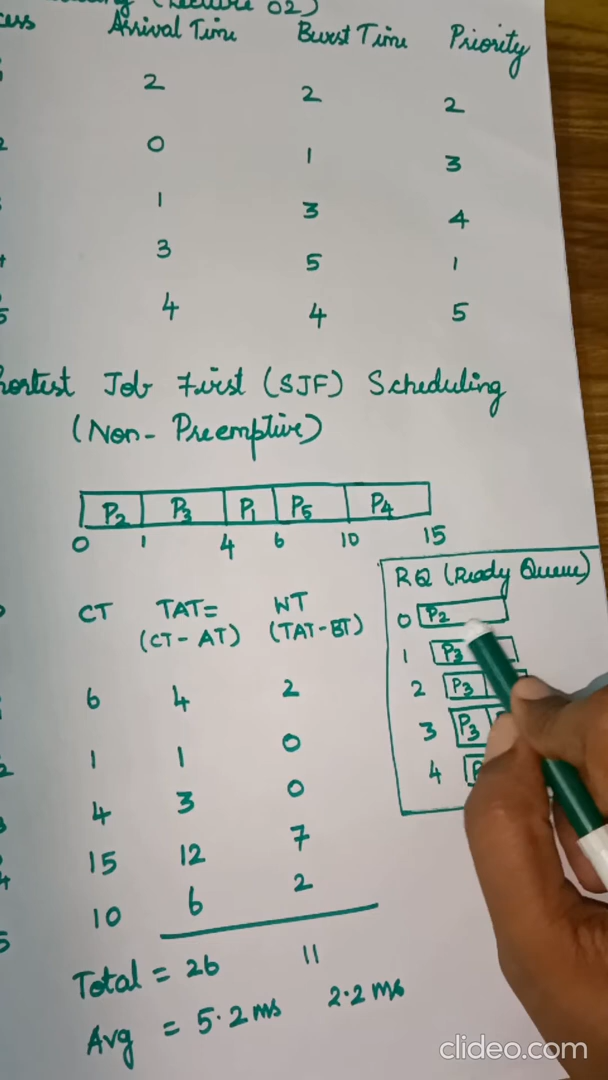 (Lecture 02)
Arrival Time Burst Time Priority
2 2 2
0 1 3
1 3 4
3 5 1
4 4 5
Job First (SJF) Scheduling
(Non-Preemptive)
P2 P3 P1 P5 P4
0 1 4 6 10 15
RQ (Ready Queue)
CT TAT= WT
(CT-AT) (TAT-BT)
0 P2
1 P3
2 P3
3 P3
4
6 4 2
1 1 0
4 3 0
15 12 7
10 6 2
Total = 26 11
Avg = 5.2 ms 2.2 ms
clideo.com